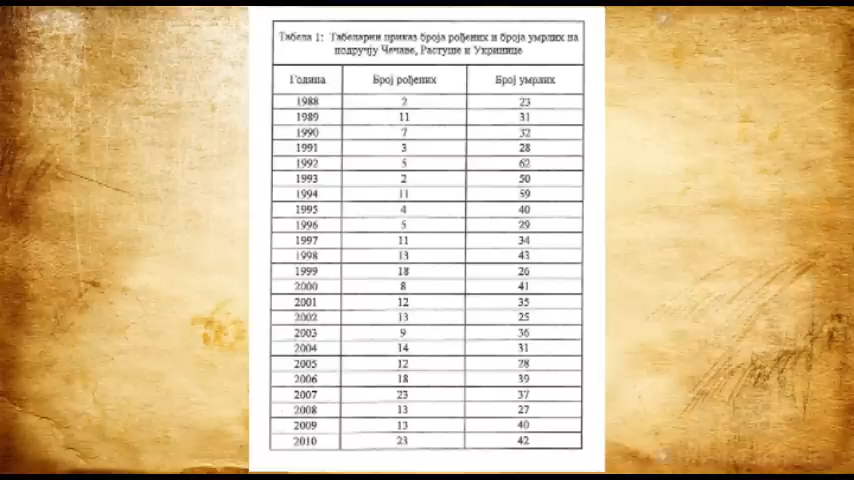 Табела 1: Табеларни приказ броја рођених и броја умрлих на
подручју Чечаве, Растуше и Укринице
Година Број рођених Број умрлих
1988 2 23
1989 11 31
1990 7 32
1991 3 28
1992 5 62
1993 2 50
1994 11 59
1995 4 40
1996 5 29
1997 11 34
1998 13 43
1999 18 26
2000 8 41
2001 12 35
2002 13 25
2003 9 36
2004 14 31
2005 12 28
2006 18 39
2007 23 37
2008 13 27
2009 13 40
2010 23 42